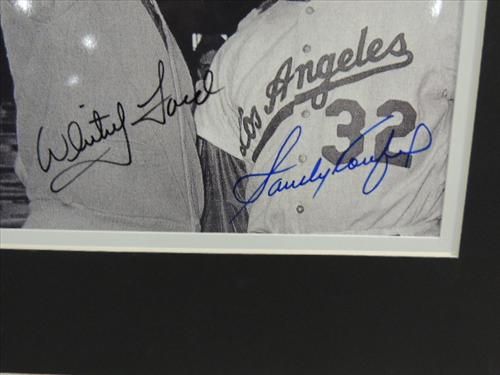 Los Angeles
32
Whitey Ford
Sandy Koufax